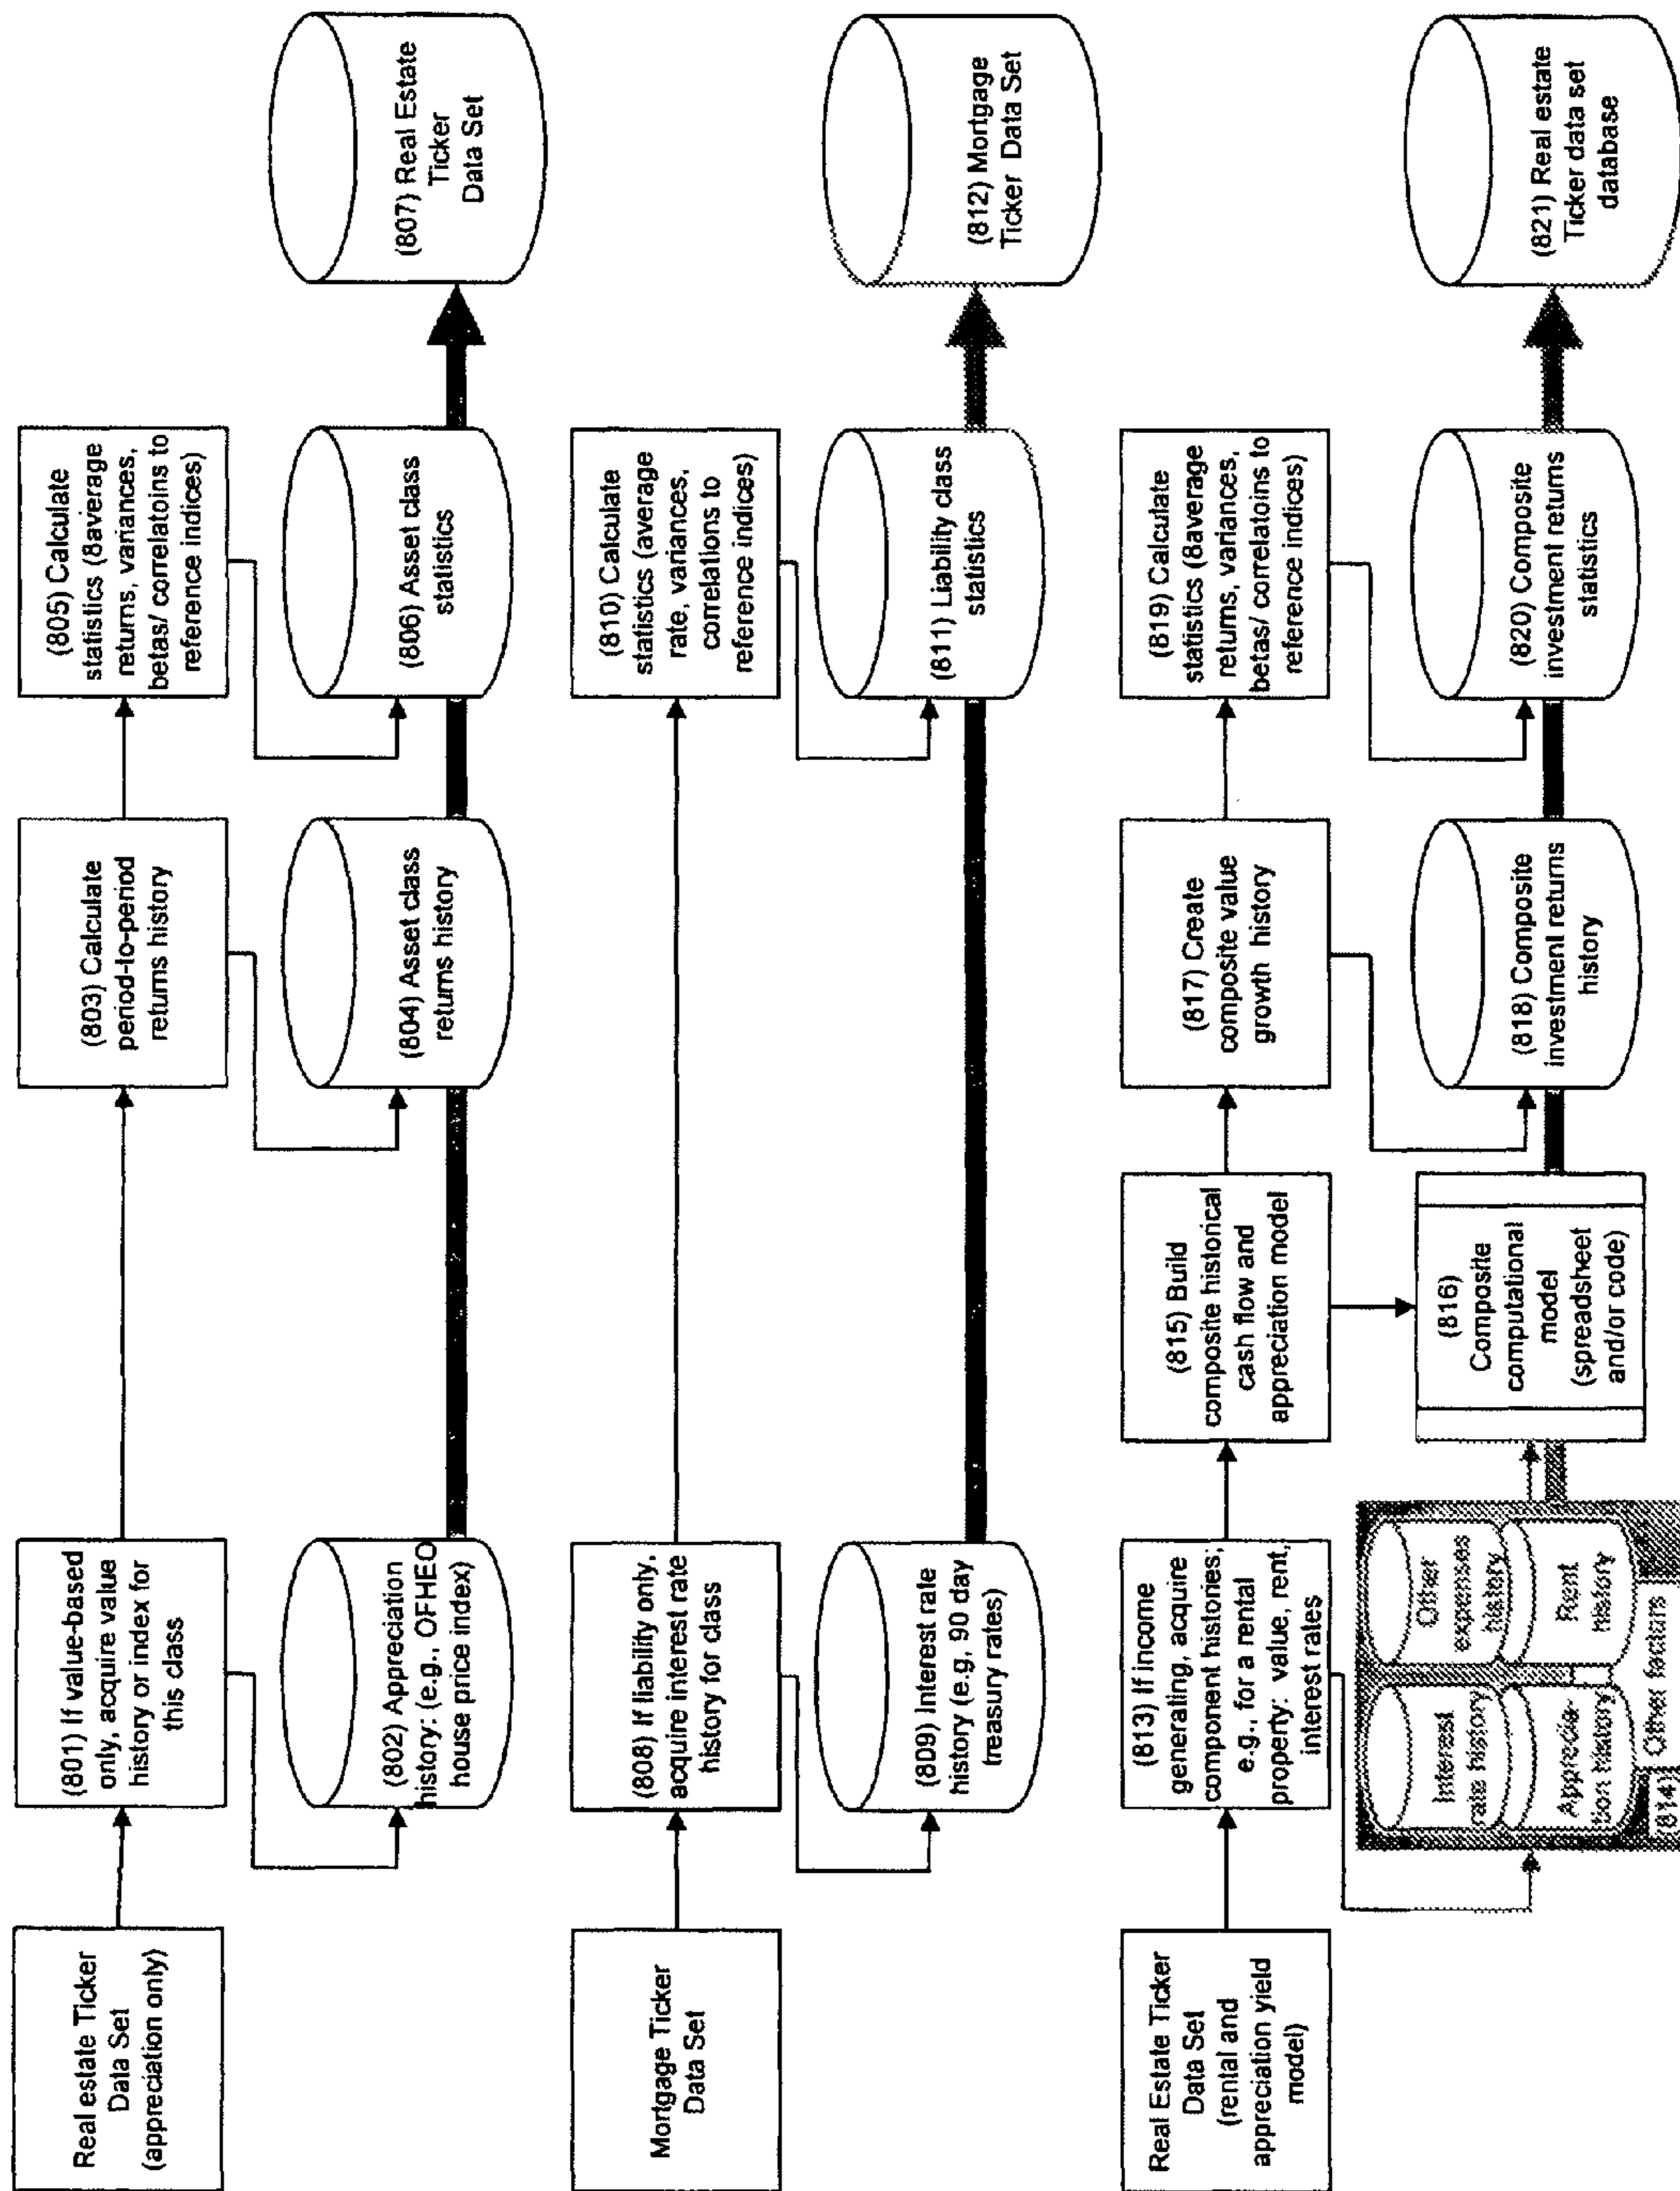 Real estate Ticker
Data Set
(appreciation only)
(801) If value-based
only, acquire value
history or index for
this class
(802) Appreciation
history: (e.g., OFHEO
house price index)
(803) Calculate
period-to-period
returns history
(804) Asset class
returns history
(805) Calculate
statistics (8average
returns, variances,
betas/ correlatoins to
reference indices)
(806) Asset class
statistics
(807) Real Estate
Ticker
Data Set
Mortgage Ticker
Data Set
(808) If liability only,
acquire interest rate
history for class
(809) Interest rate
history (e.g, 90 day
treasury rates)
(810) Calculate
statistics (average
rate, variances,
correlations to
reference indices)
(811) Liability class
statistics
(812) Mortgage
Ticker Data Set
Real Estate Ticker
Data Set
(rental and
appreciation yield
model)
(813) If income
generating, acquire
component histories;
e.g., for a rental
property: value, rent,
interest rates
Interest
rate history
Other
expenses
history
Apprecia-
tion history
Rent
history
(814) Other factors
(815) Build
composite historical
cash flow and
appreciation model
(816)
Composite
computational
model
(spreadsheet
and/or code)
(817) Create
composite value
growth history
(818) Composite
investment returns
history
(819) Calculate
statistics (8average
returns, variances,
betas/ correlatoins to
reference indices)
(820) Composite
investment returns
statistics
(821) Real estate
Ticker data set
database